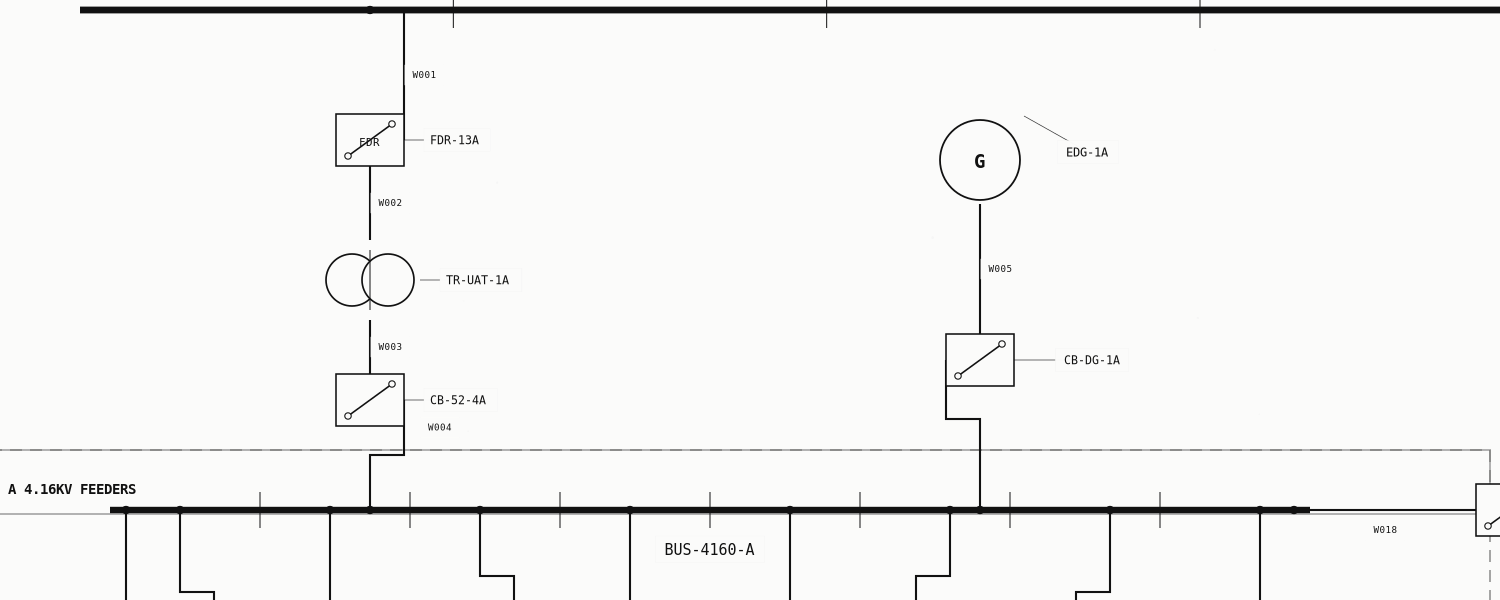 W001
FDR
FDR-13A
EDG-1A
G
W002
W005
TR-UAT-1A
W003
CB-DG-1A
CB-52-4A
W004
A 4.16KV FEEDERS
W018
BUS-4160-A